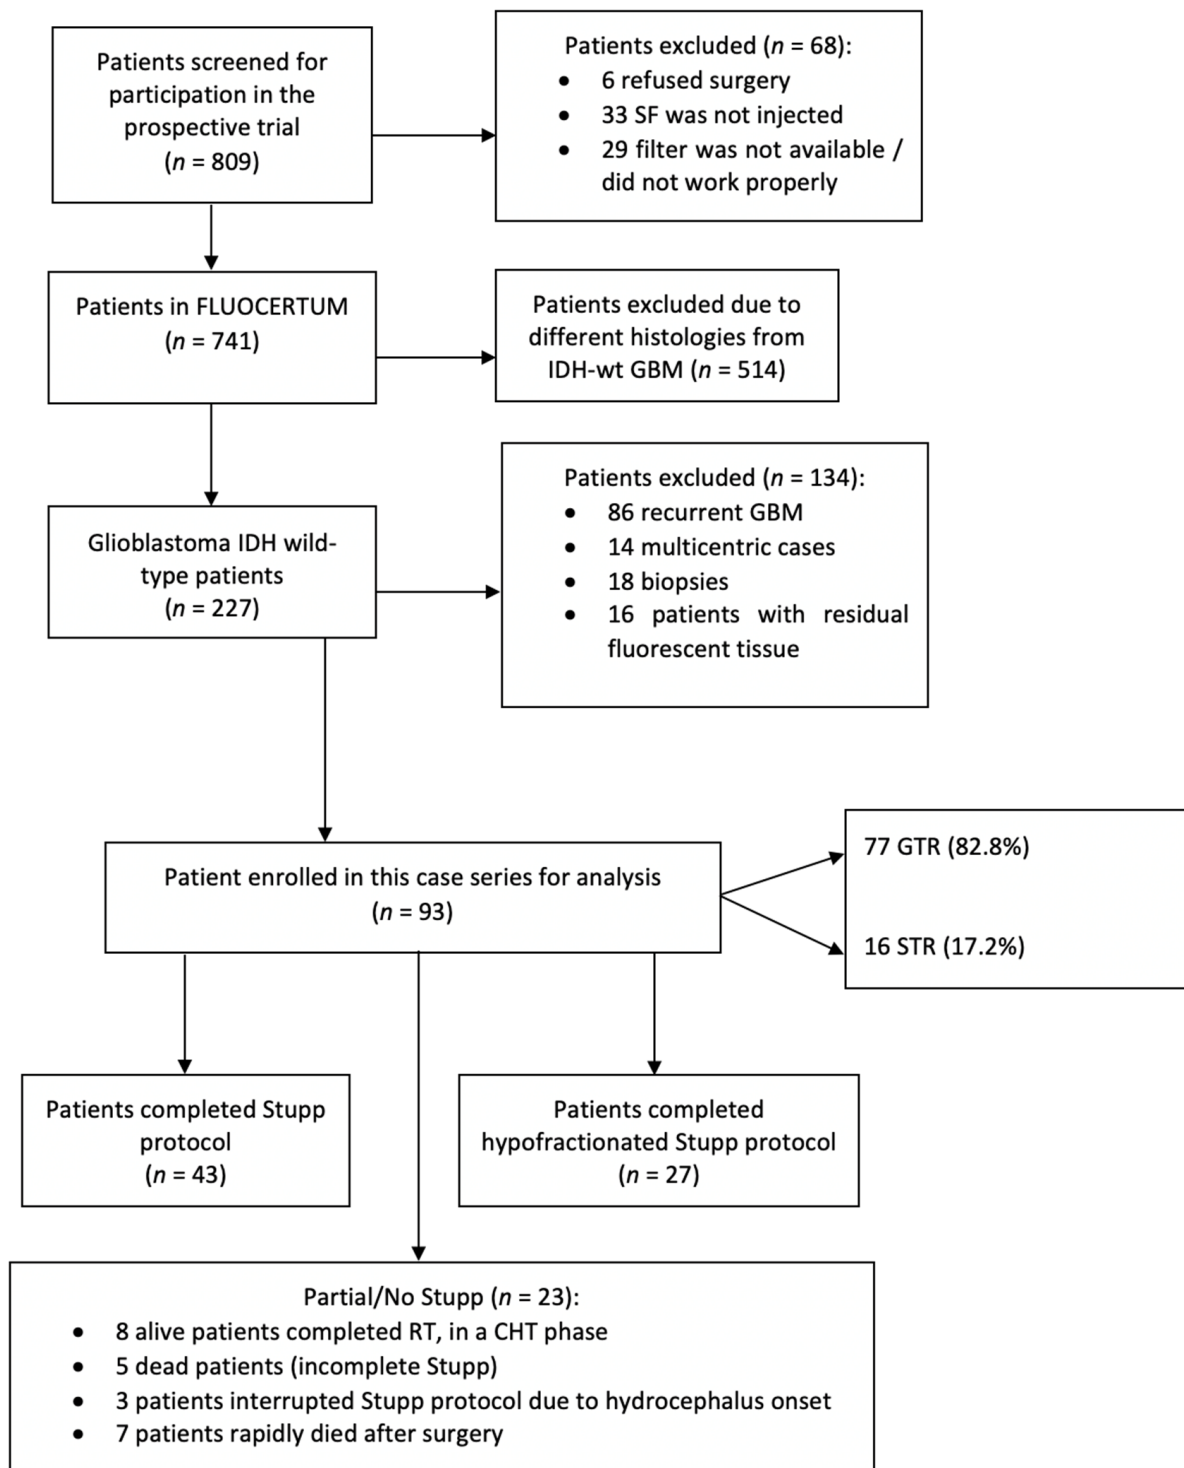 Patients screened for
participation in the
prospective trial
(n = 809)
Patients excluded (n = 68):
• 6 refused surgery
• 33 SF was not injected
• 29 filter was not available /
did not work properly
Patients in FLUOCERTUM
(n = 741)
Patients excluded due to
different histologies from
IDH-wt GBM (n = 514)
Glioblastoma IDH wild-
type patients
(n = 227)
Patients excluded (n = 134):
• 86 recurrent GBM
• 14 multicentric cases
• 18 biopsies
• 16 patients with residual
fluorescent tissue
Patient enrolled in this case series for analysis
(n = 93)
77 GTR (82.8%)
16 STR (17.2%)
Patients completed Stupp
protocol
(n = 43)
Patients completed
hypofractionated Stupp protocol
(n = 27)
Partial/No Stupp (n = 23):
• 8 alive patients completed RT, in a CHT phase
• 5 dead patients (incomplete Stupp)
• 3 patients interrupted Stupp protocol due to hydrocephalus onset
• 7 patients rapidly died after surgery